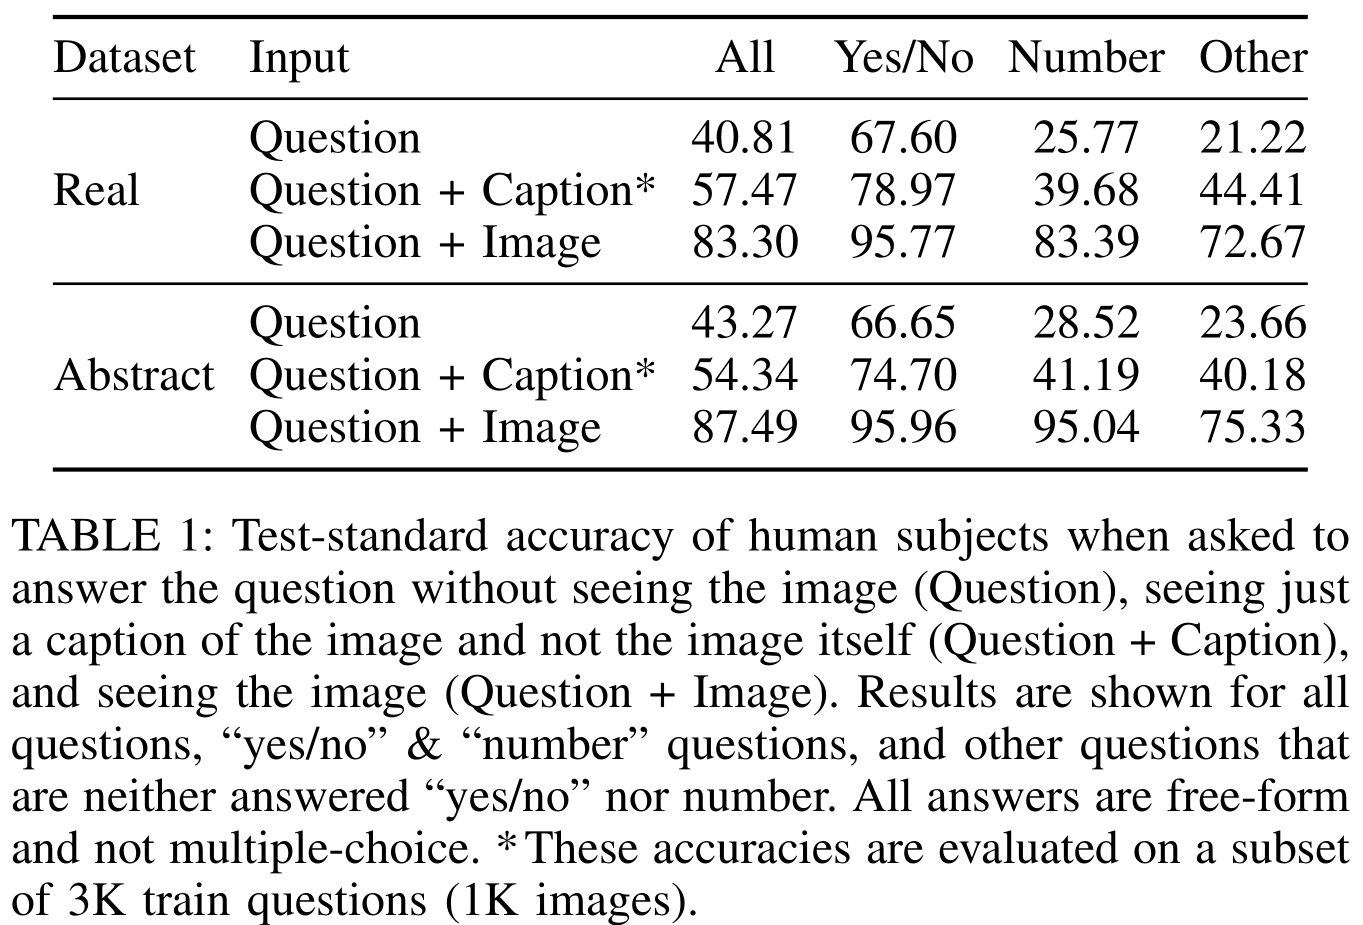 Dataset Input All Yes/No Number Other
Question 40.81 67.60 25.77 21.22
Real Question + Caption* 57.47 78.97 39.68 44.41
Question + Image 83.30 95.77 83.39 72.67
Question 43.27 66.65 28.52 23.66
Abstract Question + Caption* 54.34 74.70 41.19 40.18
Question + Image 87.49 95.96 95.04 75.33
TABLE 1: Test-standard accuracy of human subjects when asked to
answer the question without seeing the image (Question), seeing just
a caption of the image and not the image itself (Question + Caption),
and seeing the image (Question + Image). Results are shown for all
questions, “yes/no” & “number” questions, and other questions that
are neither answered “yes/no” nor number. All answers are free-form
and not multiple-choice. *These accuracies are evaluated on a subset
of 3K train questions (1K images).